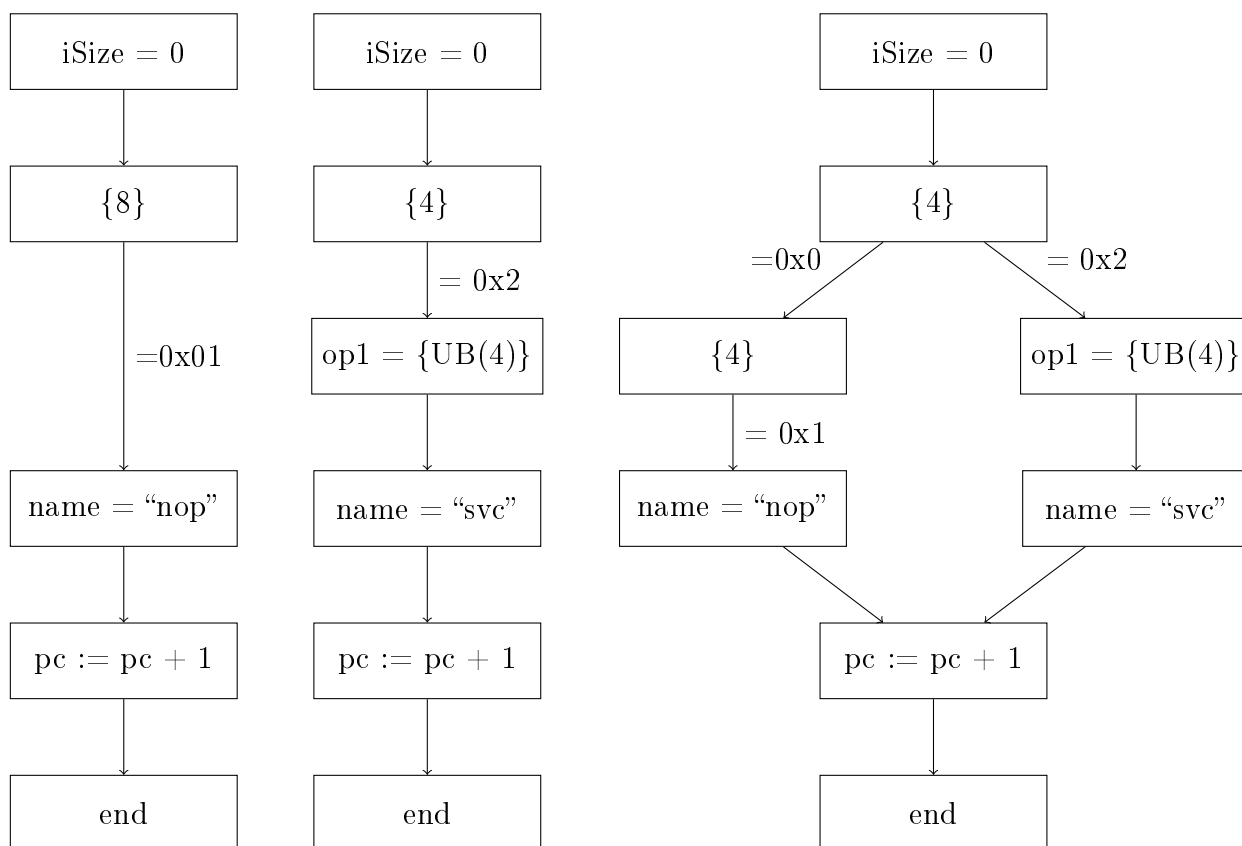 iSize = 0
{8}
=0x01
name = “nop”
pc := pc + 1
end
iSize = 0
{4}
= 0x2
op1 = {UB(4)}
name = “svc”
pc := pc + 1
end
iSize = 0
{4}
=0x0
= 0x2
{4}
op1 = {UB(4)}
= 0x1
name = “nop”
name = “svc”
pc := pc + 1
end